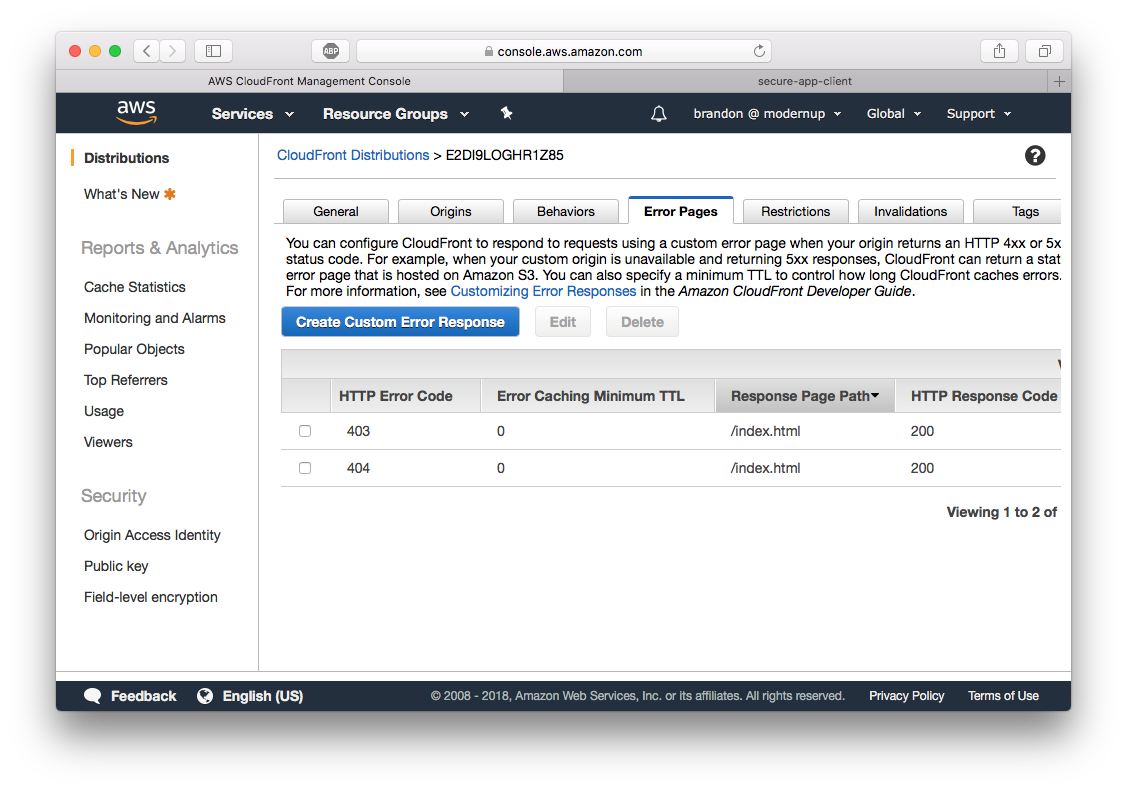 ABP
console.aws.amazon.com
AWS CloudFront Management Console
secure-app-client
aws
Services
Resource Groups
brandon @ modernup
Global
Support
Distributions
What's New
Reports & Analytics
Cache Statistics
Monitoring and Alarms
Popular Objects
Top Referrers
Usage
Viewers
Security
Origin Access Identity
Public key
Field-level encryption
CloudFront Distributions > E2DI9LOGHR1Z85
?
General
Origins
Behaviors
Error Pages
Restrictions
Invalidations
Tags
You can configure CloudFront to respond to requests using a custom error page when your origin returns an HTTP 4xx or 5x
status code. For example, when your custom origin is unavailable and returning 5xx responses, CloudFront can return a stat
error page that is hosted on Amazon S3. You can also specify a minimum TTL to control how long CloudFront caches errors.
For more information, see Customizing Error Responses in the Amazon CloudFront Developer Guide.
Create Custom Error Response
Edit
Delete
HTTP Error Code Error Caching Minimum TTL Response Page Path HTTP Response Code
403 0 /index.html 200
404 0 /index.html 200
Viewing 1 to 2 of
Feedback
English (US)
© 2008 - 2018, Amazon Web Services, Inc. or its affiliates. All rights reserved.
Privacy Policy
Terms of Use